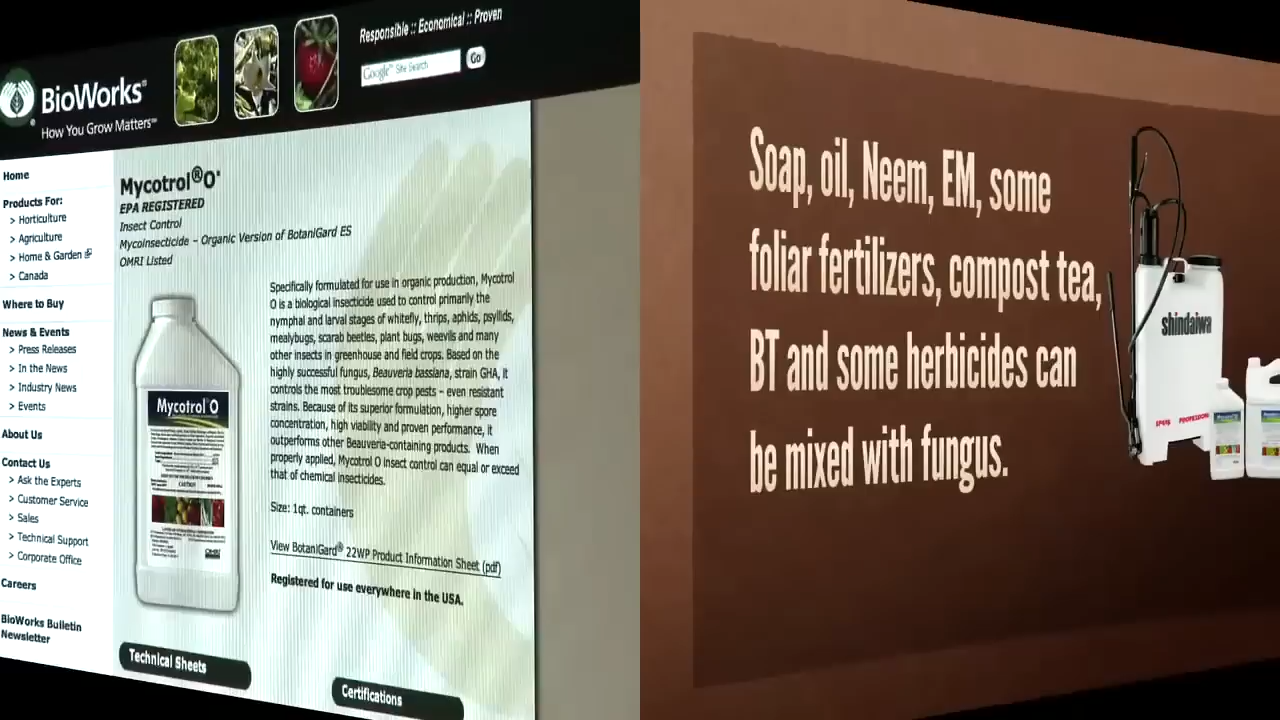 Responsible :: Economical :: Proven
Google™ Site Search
Go
BioWorks
How You Grow Matters™
Home
Products For:
> Horticulture
> Agriculture
> Home & Garden
> Canada
Where to Buy
News & Events
> Press Releases
> In the News
> Industry News
> Events
About Us
Contact Us
> Ask the Experts
> Customer Service
> Sales
> Technical Support
> Corporate Office
Careers
BioWorks Bulletin
Newsletter
Mycotrol®O
EPA REGISTERED
Insect Control
Mycoinsecticide – Organic Version of BotaniGard ES
OMRI Listed
Mycotrol O
Specifically formulated for use in organic production, Mycotrol
O is a biological insecticide used to control primarily the
nymphal and larval stages of whitefly, thrips, aphids, psyllids,
mealybugs, scarab beetles, plant bugs, weevils and many
other insects in greenhouse and field crops. Based on the
highly successful fungus, Beauveria bassiana, strain GHA, it
controls the most troublesome crop pests – even resistant
strains. Because of its superior formulation, higher spore
concentration, high viability and proven performance, it
outperforms other Beauveria-containing products. When
properly applied, Mycotrol O insect control can equal or exceed
that of chemical insecticides.
Size: 1qt. containers
View BotaniGard® 22WP Product Information Sheet (pdf)
Registered for use everywhere in the USA.
Technical Sheets
Certifications
Soap, oil, Neem, EM, some
foliar fertilizers, compost tea,
BT and some herbicides can
be mixed with fungus.
shindaiwa